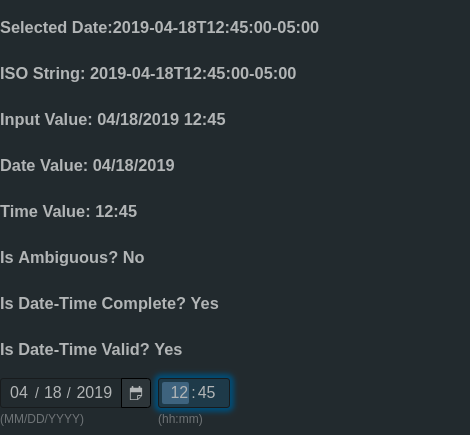 Selected Date:2019-04-18T12:45:00-05:00
ISO String: 2019-04-18T12:45:00-05:00
Input Value: 04/18/2019 12:45
Date Value: 04/18/2019
Time Value: 12:45
Is Ambiguous? No
Is Date-Time Complete? Yes
Is Date-Time Valid? Yes
04 / 18 / 2019 12:45
(MM/DD/YYYY) (hh:mm)